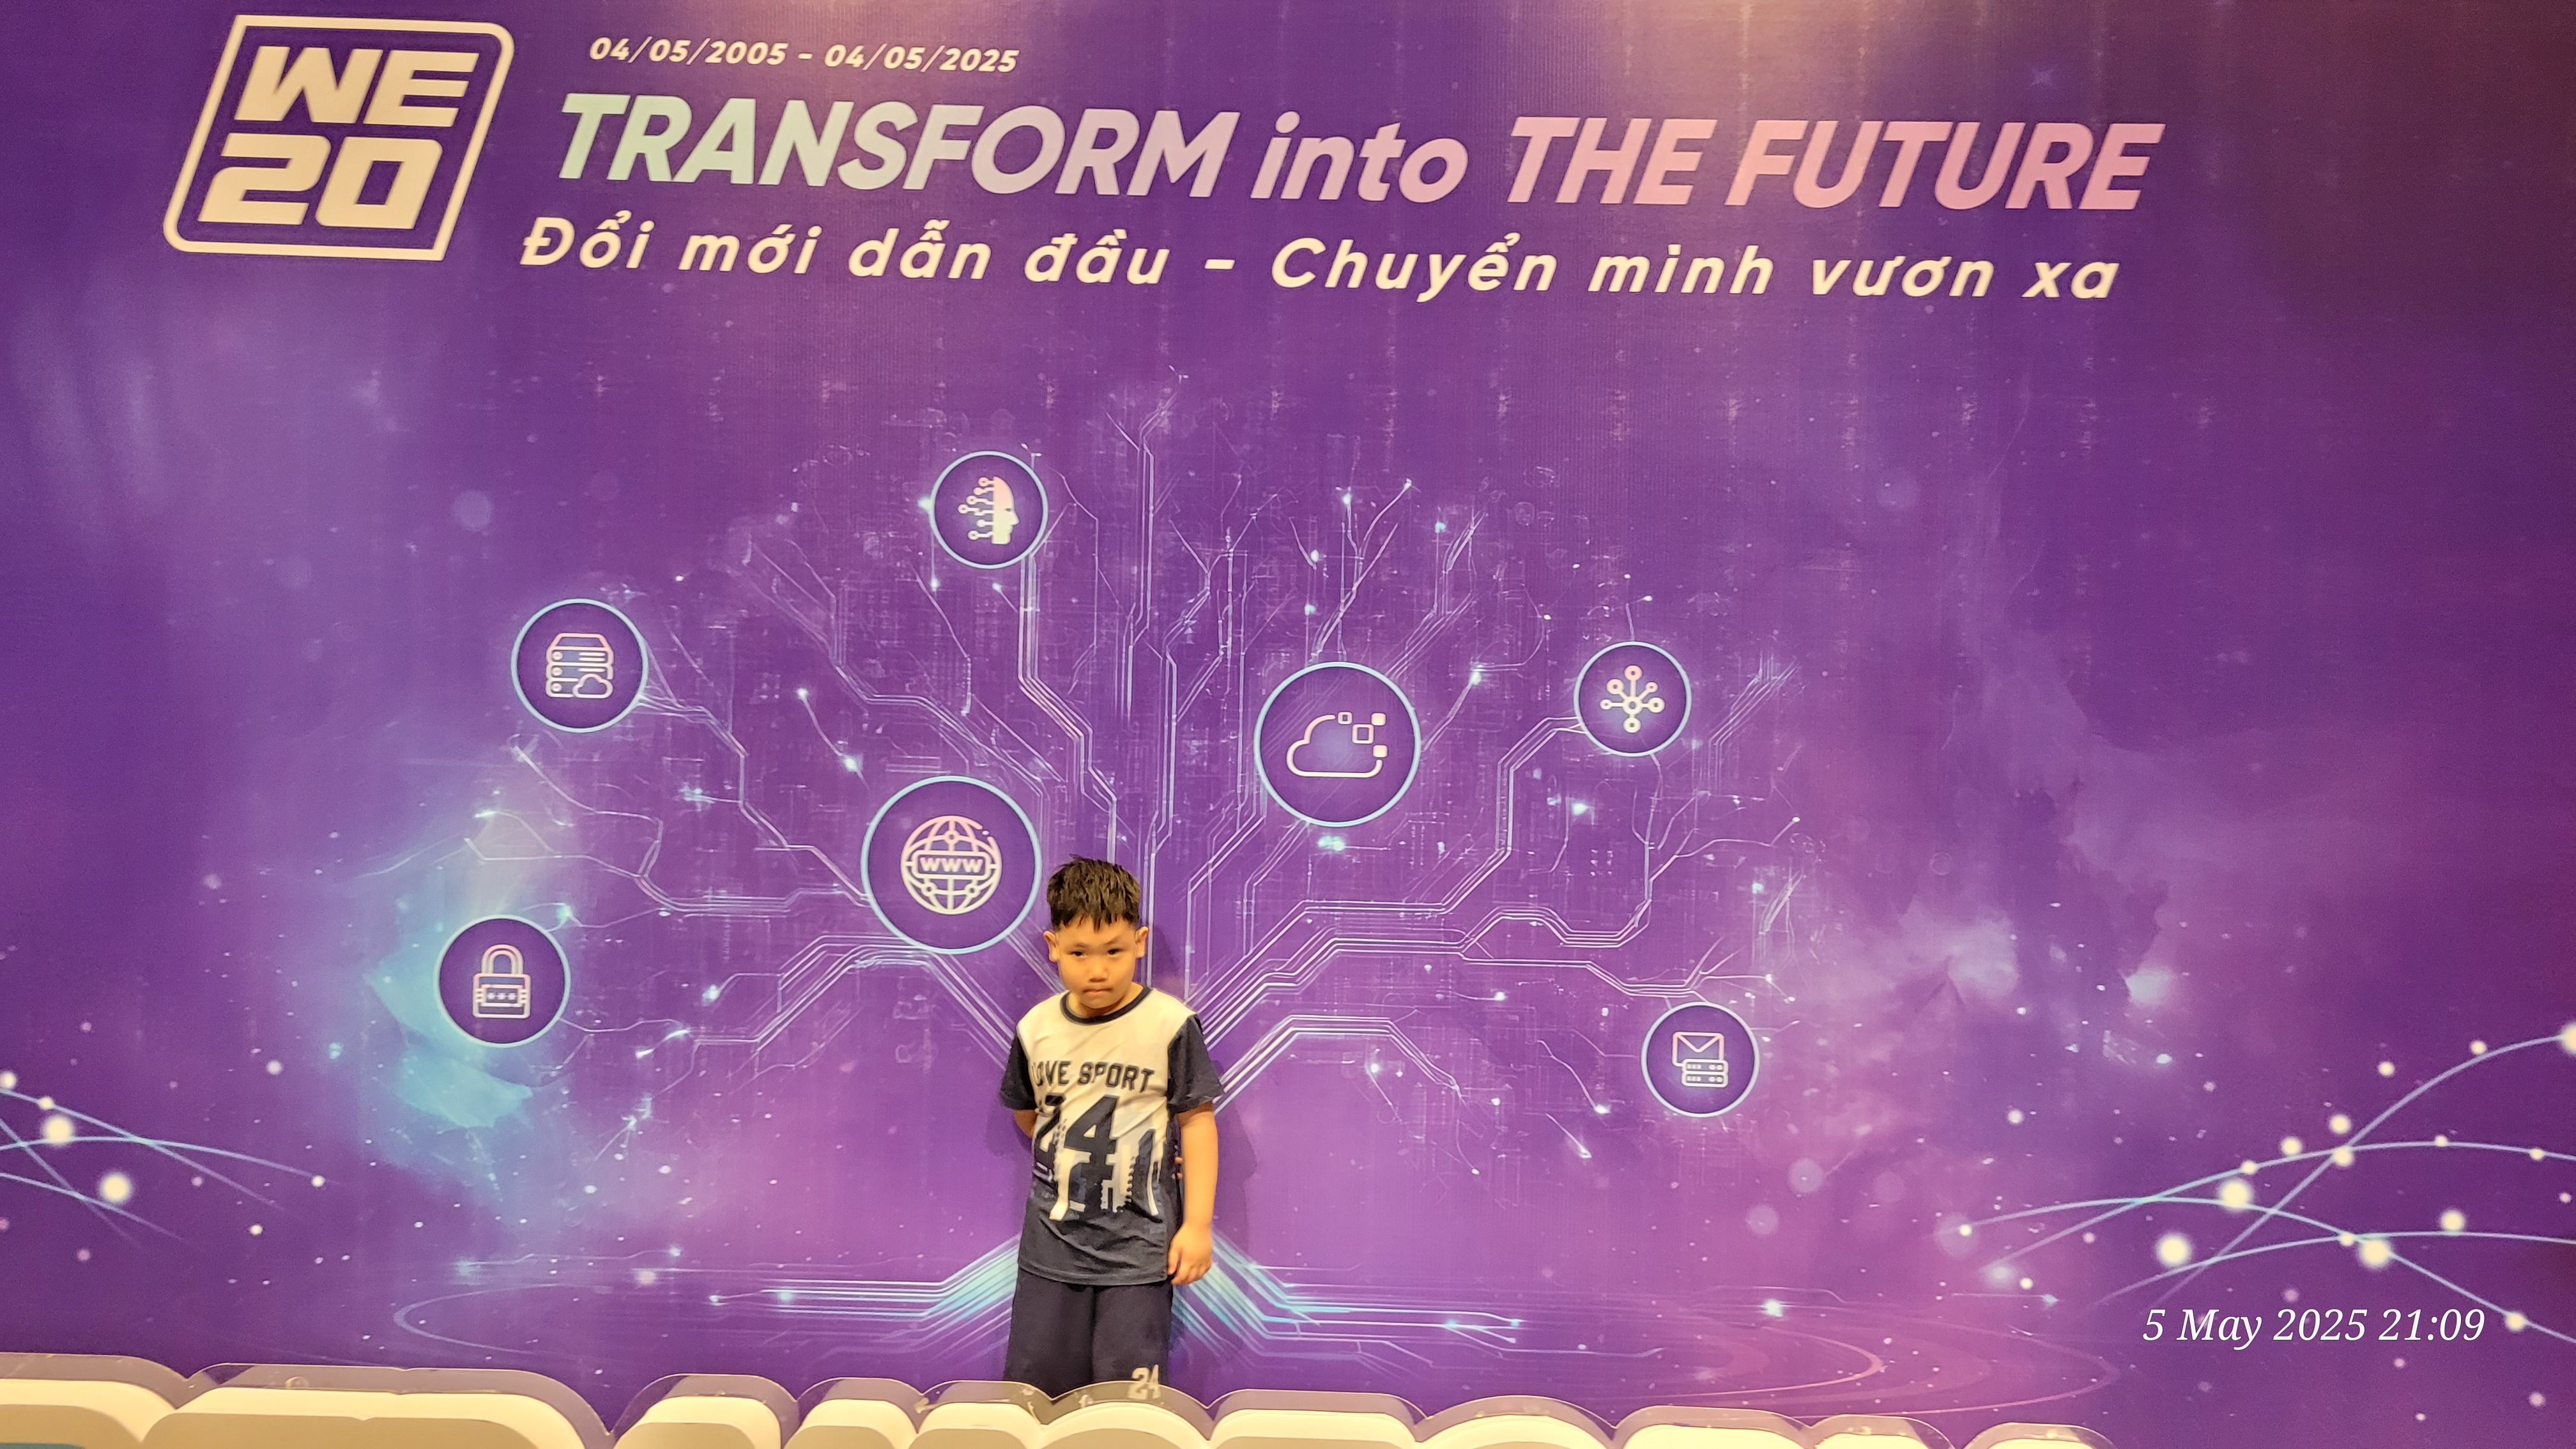 WE
20
04/05/2005 - 04/05/2025
TRANSFORM into THE FUTURE
Đổi mới dẫn đầu - Chuyển mình vươn xa
WWW
LOVE SPORT
24
24
5 May 2025 21:09